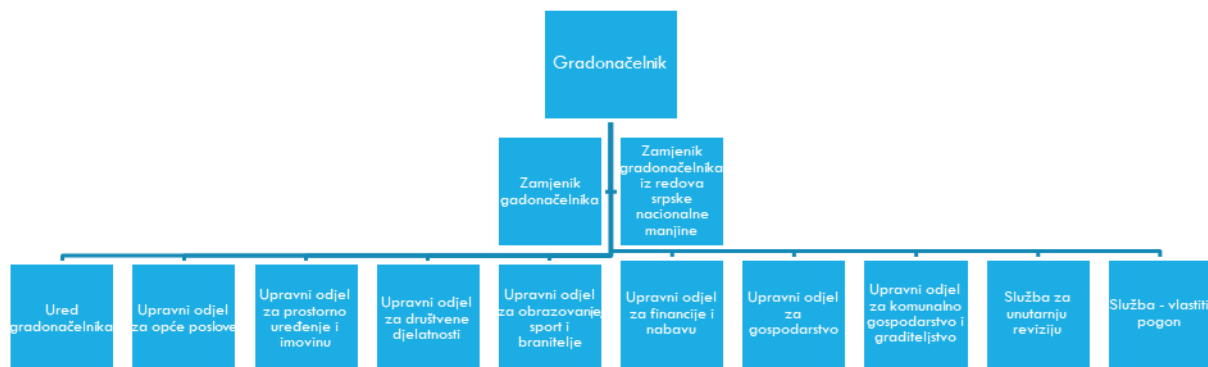 Gradonačelnik
Zamjenik
gadonačelnika
Zamjenik
gradonačelnika
iz redova
srpske
nacionalne
manjine
Ured
gradonačelnika
Upravni odjel
za opće poslove
Upravni odjel
za prostorno
uređenje i
imovinu
Upravni odjel
za društvene
djelatnosti
Upravni odjel
za obrazovanje,
sport i
branitelje
Upravni odjel
za financije i
nabavu
Upravni odjel
za
gospodarstvo
Upravni odjel
za komunalno
gospodarstvo i
graditeljstvo
Služba za
unutarnju
reviziju
Služba - vlastiti
pogon